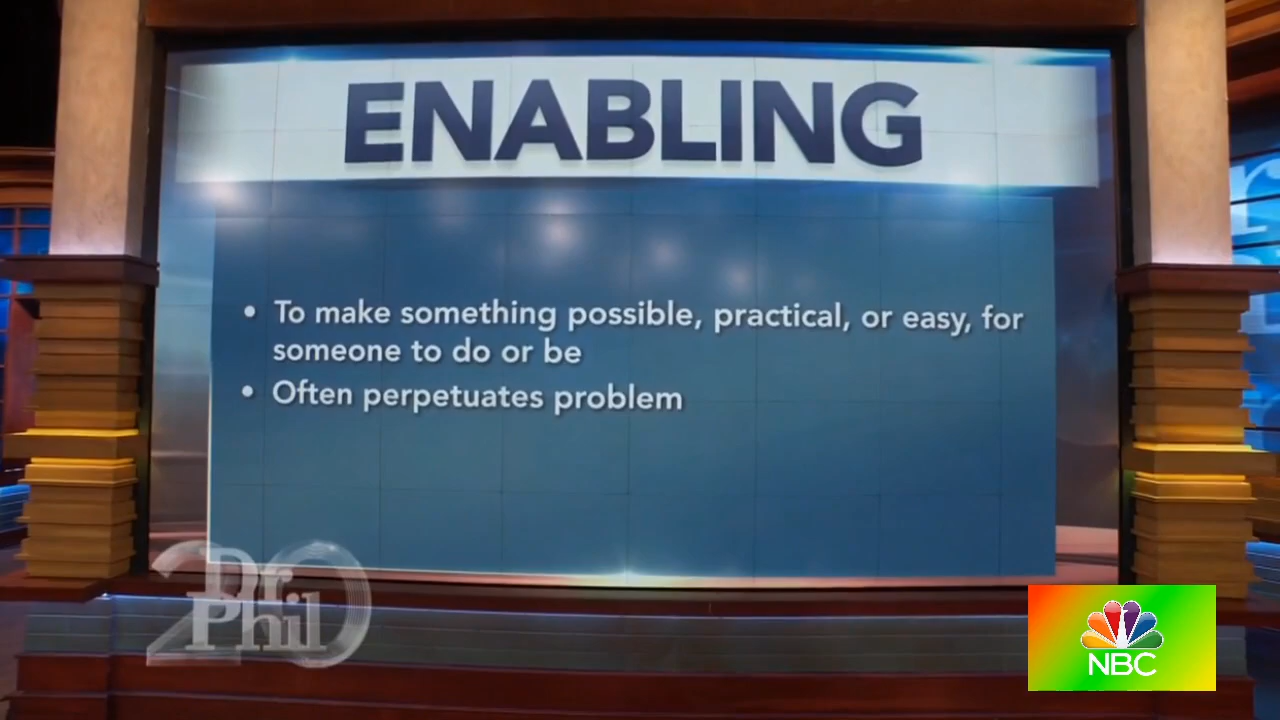 ENABLING
• To make something possible, practical, or easy, for
someone to do or be
• Often perpetuates problem
20
Dr.
Phil
NBC